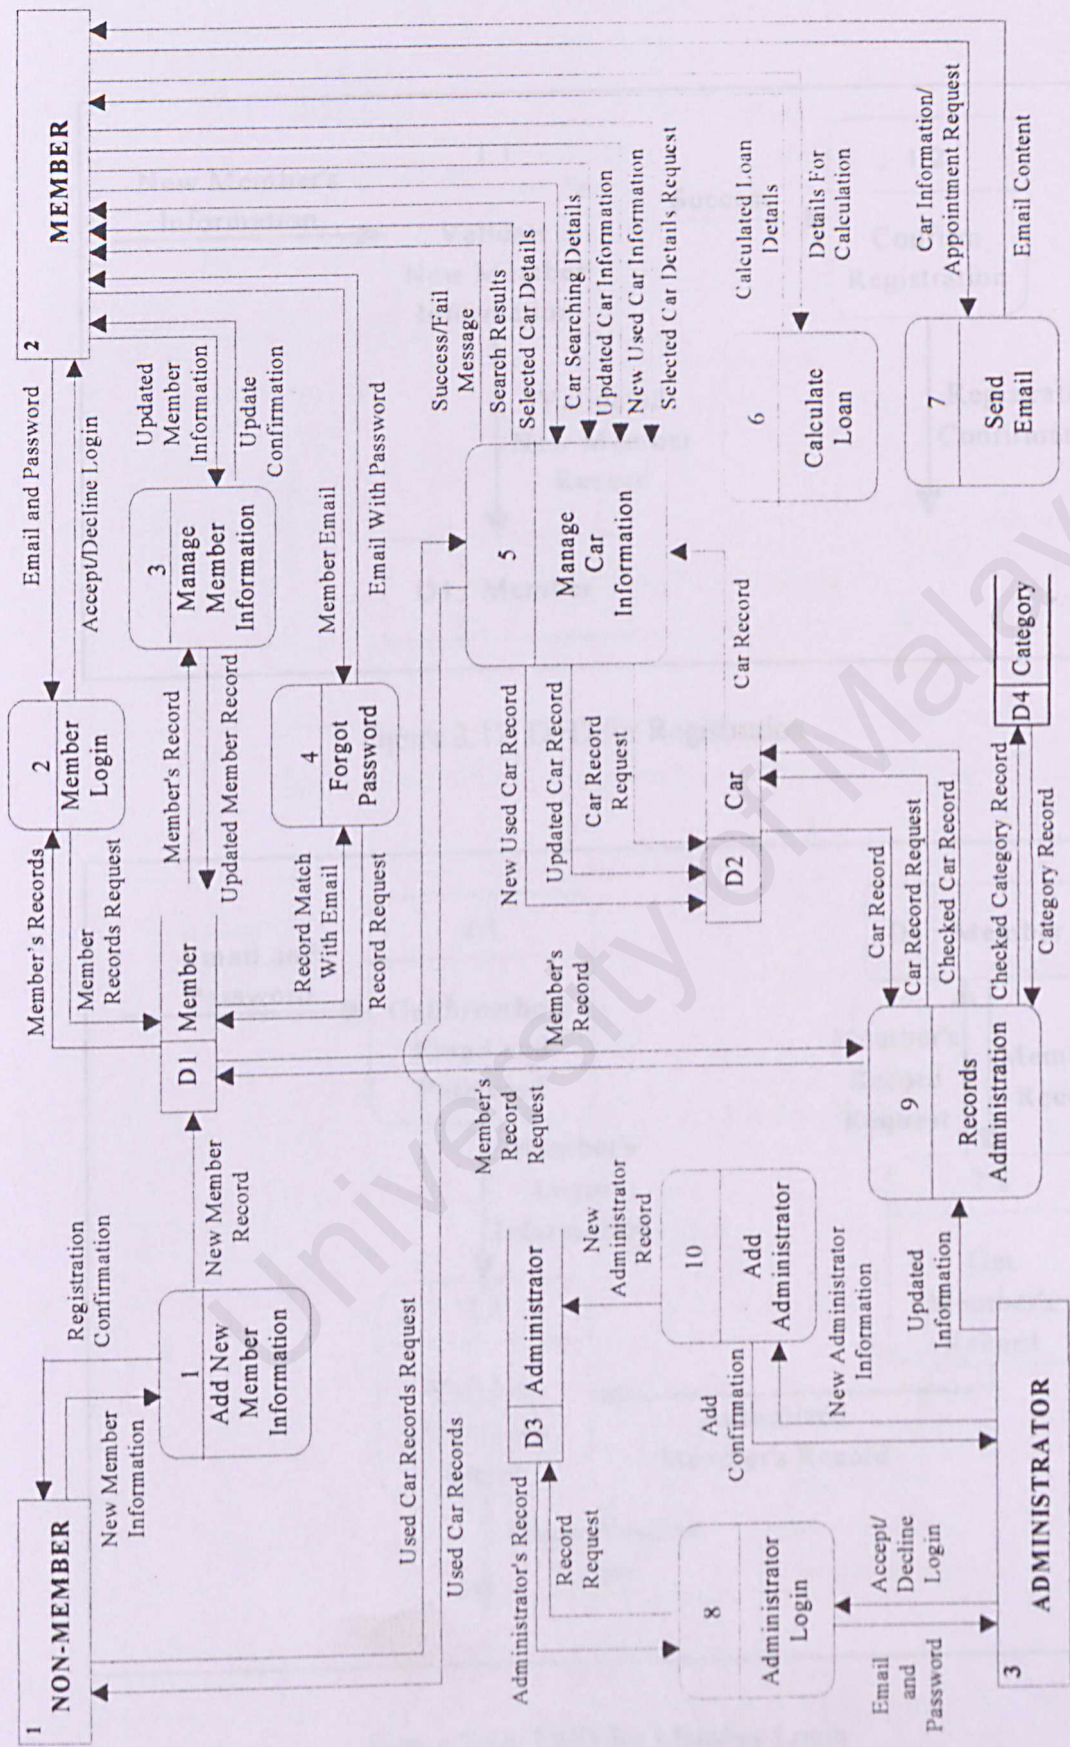 1
NON-MEMBER
New Member
Information
Registration
Confirmation
1
Add New
Member
Information
New Member
Record
D1
Member
Member's Records
Member
Records Request
2
Member
Login
Email and Password
Accept/Decline Login
2
MEMBER
Member's Record
Updated Member Record
3
Manage
Member
Information
Updated
Member
Information
Update
Confirmation
Record Match
With Email
Record Request
4
Forgot
Password
Member Email
Email With Password
Used Car Records Request
Used Car Records
Member's
Record
Request
Member's
Record
5
Manage
Car
Information
Success/Fail
Message
Search Results
Selected Car Details
Car Searching Details
Updated Car Information
New Used Car Information
Selected Car Details Request
New Used Car Record
Updated Car Record
Car Record
Request
Car Record
D2
Car
6
Calculate
Loan
Calculated Loan
Details
Details For
Calculation
7
Send
Email
Car Information/
Appointment Request
Email Content
Administrator's Record
Record
Request
D3
Administrator
New
Administrator
Record
8
Administrator
Login
Email
and
Password
Accept/
Decline
Login
10
Add
Administrator
Add
Confirmation
New Administrator
Information
Updated
Information
9
Records
Administration
Car Record
Car Record Request
Checked Car Record
Checked Category Record
Category Record
D4
Category
3
ADMINISTRATOR
University of Malay